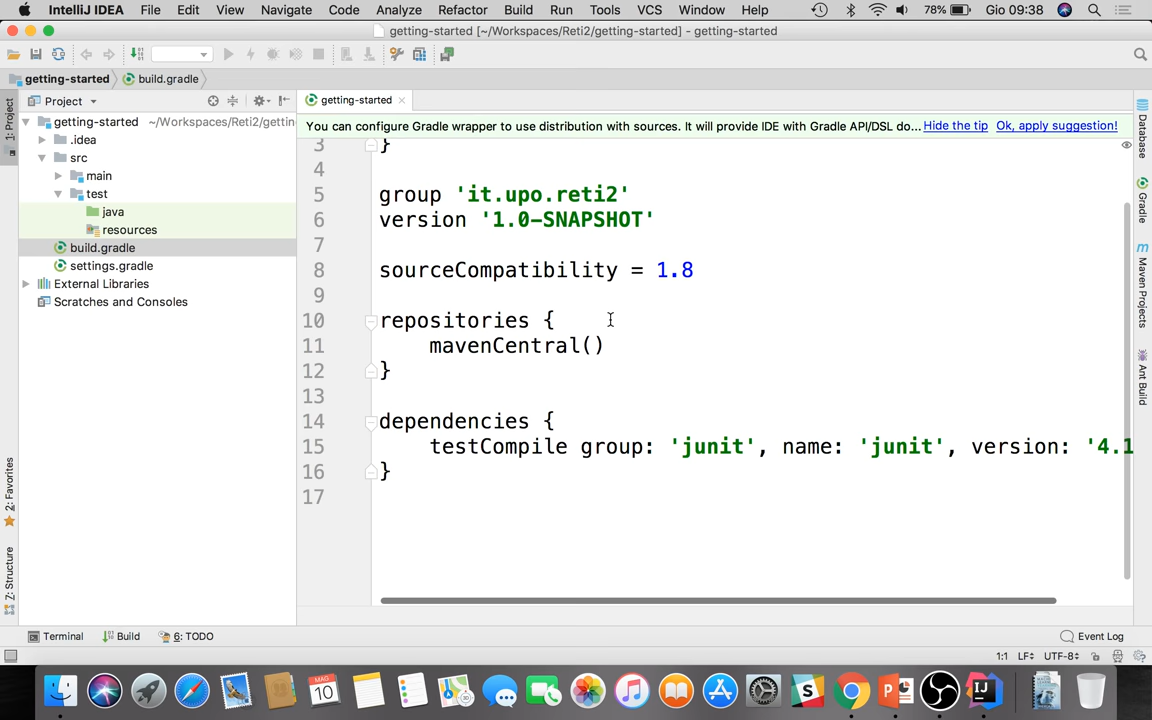 IntelliJ IDEA File Edit View Navigate Code Analyze Refactor Build Run Tools VCS Window Help 78% Gio 09:38
getting-started [~/Workspaces/Reti2/getting-started] - getting-started
getting-started build.gradle
1: Project
Project
getting-started
getting-started ~/Workspaces/Reti2/gettin
.idea
src
main
test
java
resources
build.gradle
settings.gradle
External Libraries
Scratches and Consoles
You can configure Gradle wrapper to use distribution with sources. It will provide IDE with Gradle API/DSL do... Hide the tip Ok, apply suggestion!
3 }
4
5 group 'it.upo.reti2'
6 version '1.0-SNAPSHOT'
7
8 sourceCompatibility = 1.8
9
10 repositories {
11 mavenCentral()
12 }
13
14 dependencies {
15 testCompile group: 'junit', name: 'junit', version: '4.1
16 }
17
Database
Gradle
Maven Projects
Ant Build
2: Favorites
7: Structure
Terminal Build 6: TODO Event Log
1:1 LF UTF-8
MAG
10